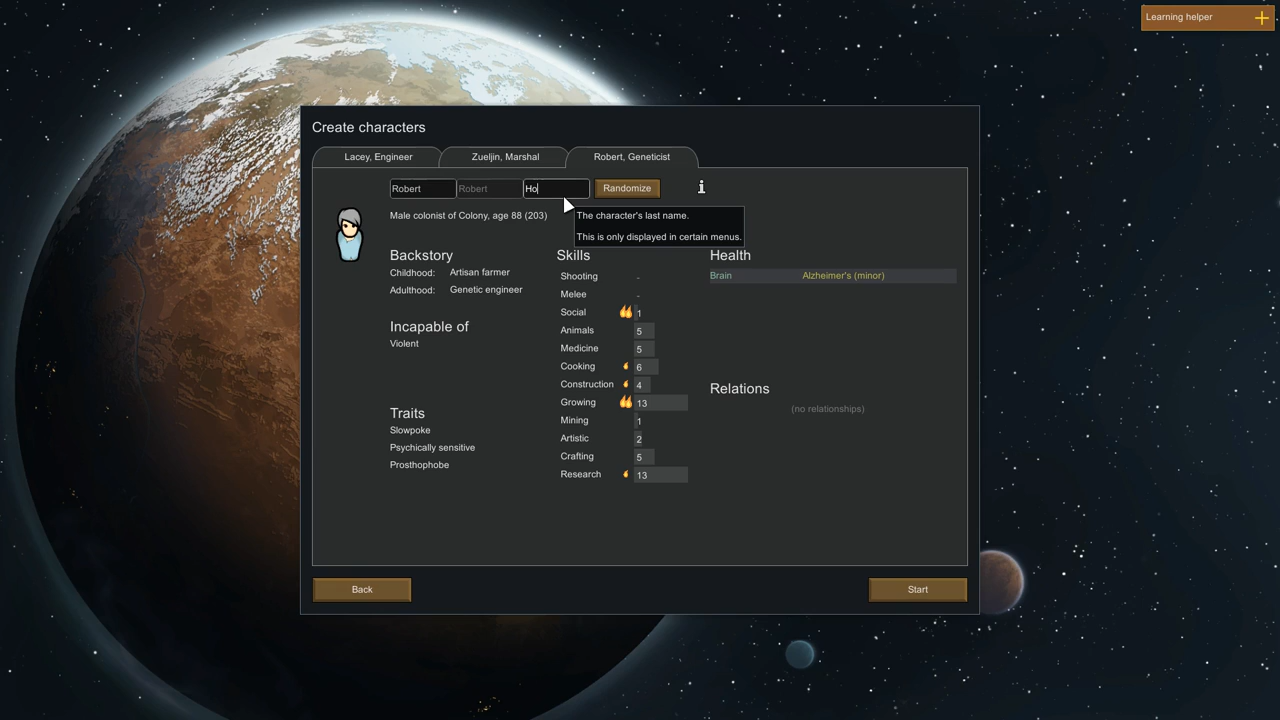 Learning helper
Create characters
Lacey, Engineer
Zueljin, Marshal
Robert, Geneticist
Robert
Robert
Ho
Randomize
The character's last name.
This is only displayed in certain menus.
Male colonist of Colony, age 88 (203)
Backstory
Childhood: Artisan farmer
Adulthood: Genetic engineer
Incapable of
Violent
Traits
Slowpoke
Psychically sensitive
Prosthophobe
Skills
Shooting -
Melee -
Social 1
Animals 5
Medicine 5
Cooking 6
Construction 4
Growing 13
Mining 1
Artistic 2
Crafting 5
Research 13
Health
Brain Alzheimer's (minor)
Relations
(no relationships)
Back
Start